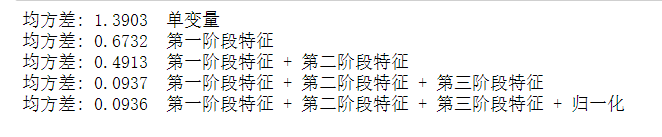 均方差: 1.3903  单变量
均方差: 0.6732  第一阶段特征
均方差: 0.4913  第一阶段特征 + 第二阶段特征
均方差: 0.0937  第一阶段特征 + 第二阶段特征 + 第三阶段特征
均方差: 0.0936  第一阶段特征 + 第二阶段特征 + 第三阶段特征 + 归一化